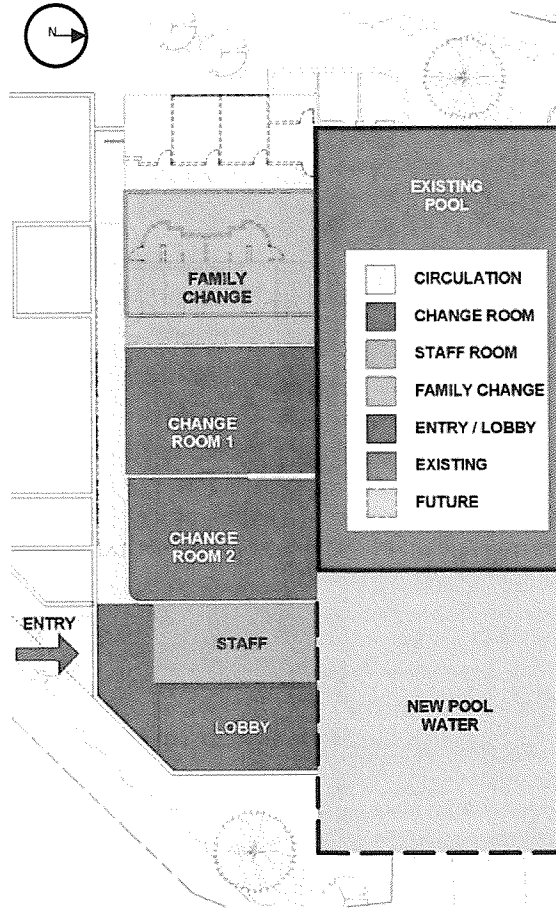 N
EXISTING
POOL
FAMILY
CHANGE
CIRCULATION
CHANGE ROOM
STAFF ROOM
FAMILY CHANGE
ENTRY / LOBBY
EXISTING
FUTURE
CHANGE
ROOM 1
CHANGE
ROOM 2
ENTRY
STAFF
LOBBY
NEW POOL
WATER